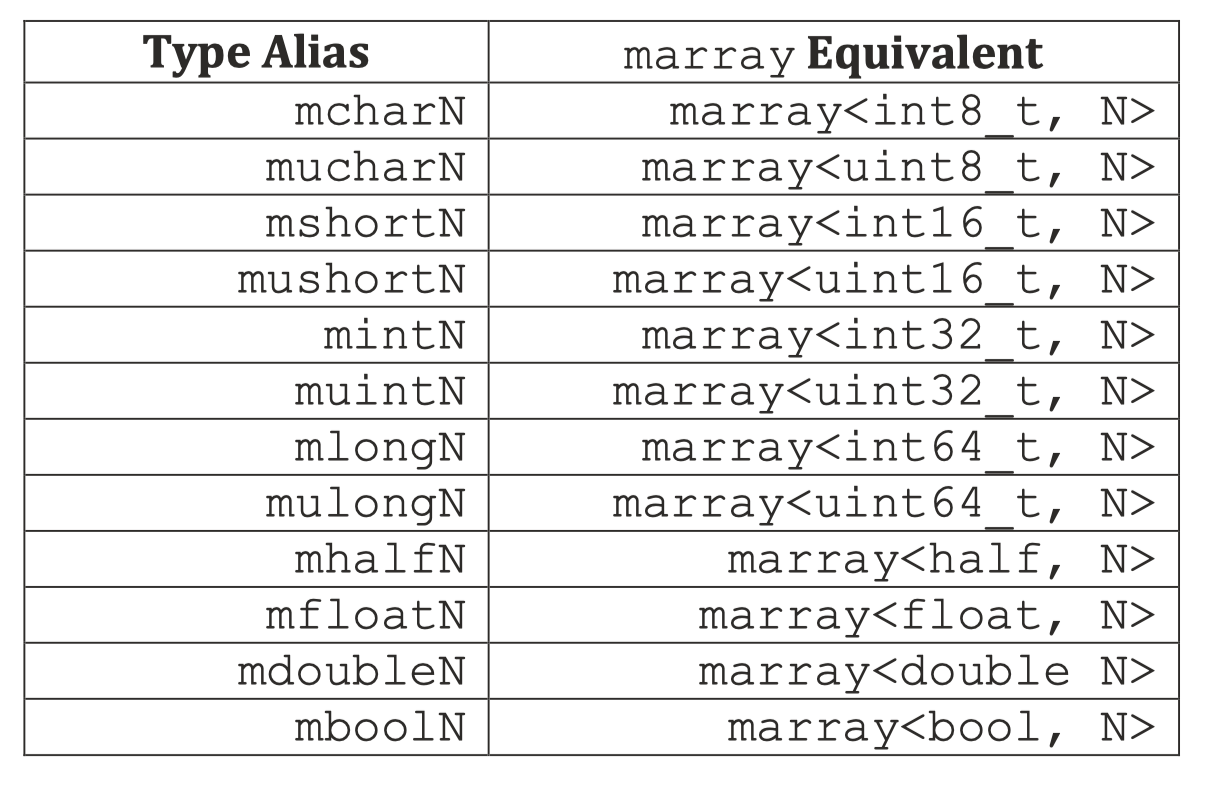 Type Alias marray Equivalent
mcharN marray<int8_t, N>
mucharN marray<uint8_t, N>
mshortN marray<int16_t, N>
mushortN marray<uint16_t, N>
mintN marray<int32_t, N>
muintN marray<uint32_t, N>
mlongN marray<int64_t, N>
mulongN marray<uint64_t, N>
mhalfN marray<half, N>
mfloatN marray<float, N>
mdoubleN marray<double N>
mboolN marray<bool, N>